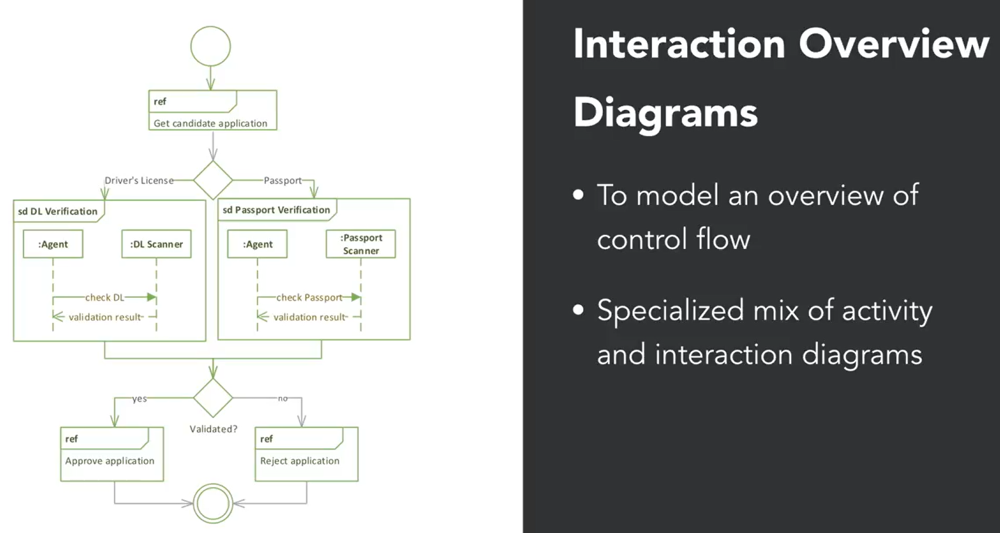 Interaction Overview
Diagrams
• To model an overview of
control flow
• Specialized mix of activity
and interaction diagrams
ref
Get candidate application
Driver's License
Passport
sd DL Verification
:Agent
:DL Scanner
check DL
validation result
sd Passport Verification
:Agent
:Passport
Scanner
check Passport
validation result
yes
no
Validated?
ref
Approve application
ref
Reject application